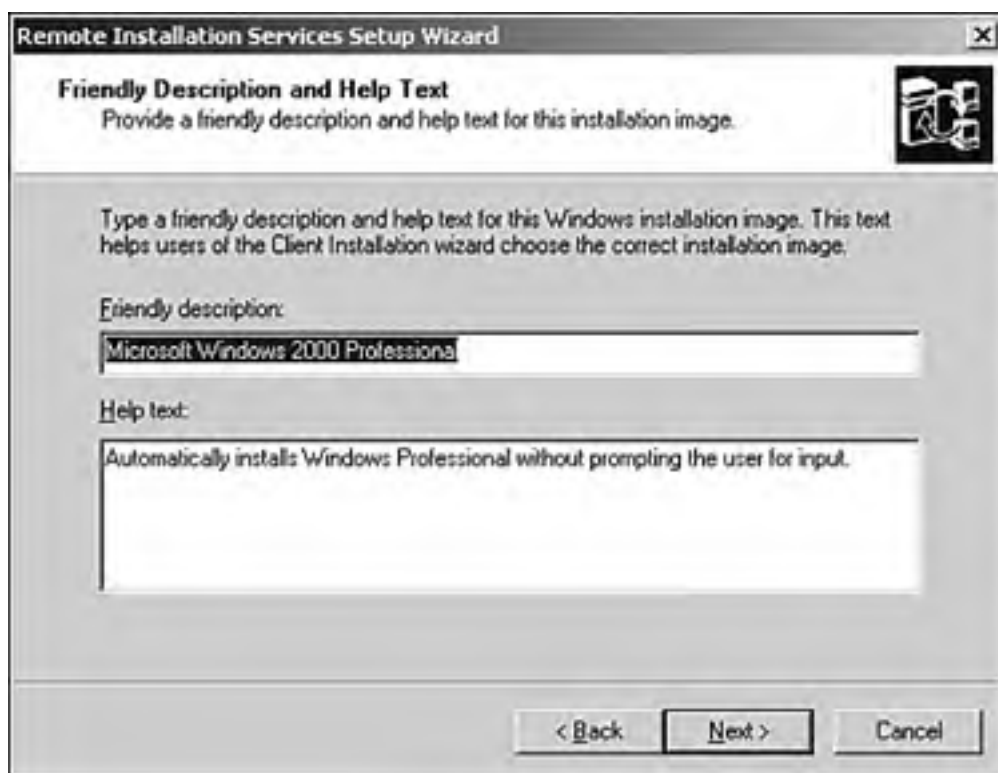 Remote Installation Services Setup Wizard
Friendly Description and Help Text
Provide a friendly description and help text for this installation image.
Type a friendly description and help text for this Windows installation image. This text
helps users of the Client Installation wizard choose the correct installation image.
Friendly description:
Microsoft Windows 2000 Professional
Help text:
Automatically installs Windows Professional without prompting the user for input.
< Back
Next >
Cancel